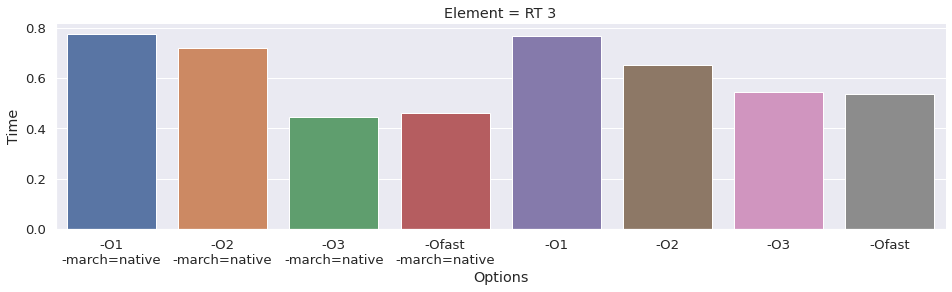 Element = RT 3
0.8
0.6
0.4
0.2
0.0
Time
-O1
-march=native
-O2
-march=native
-O3
-march=native
-Ofast
-march=native
-O1
-O2
-O3
-Ofast
Options